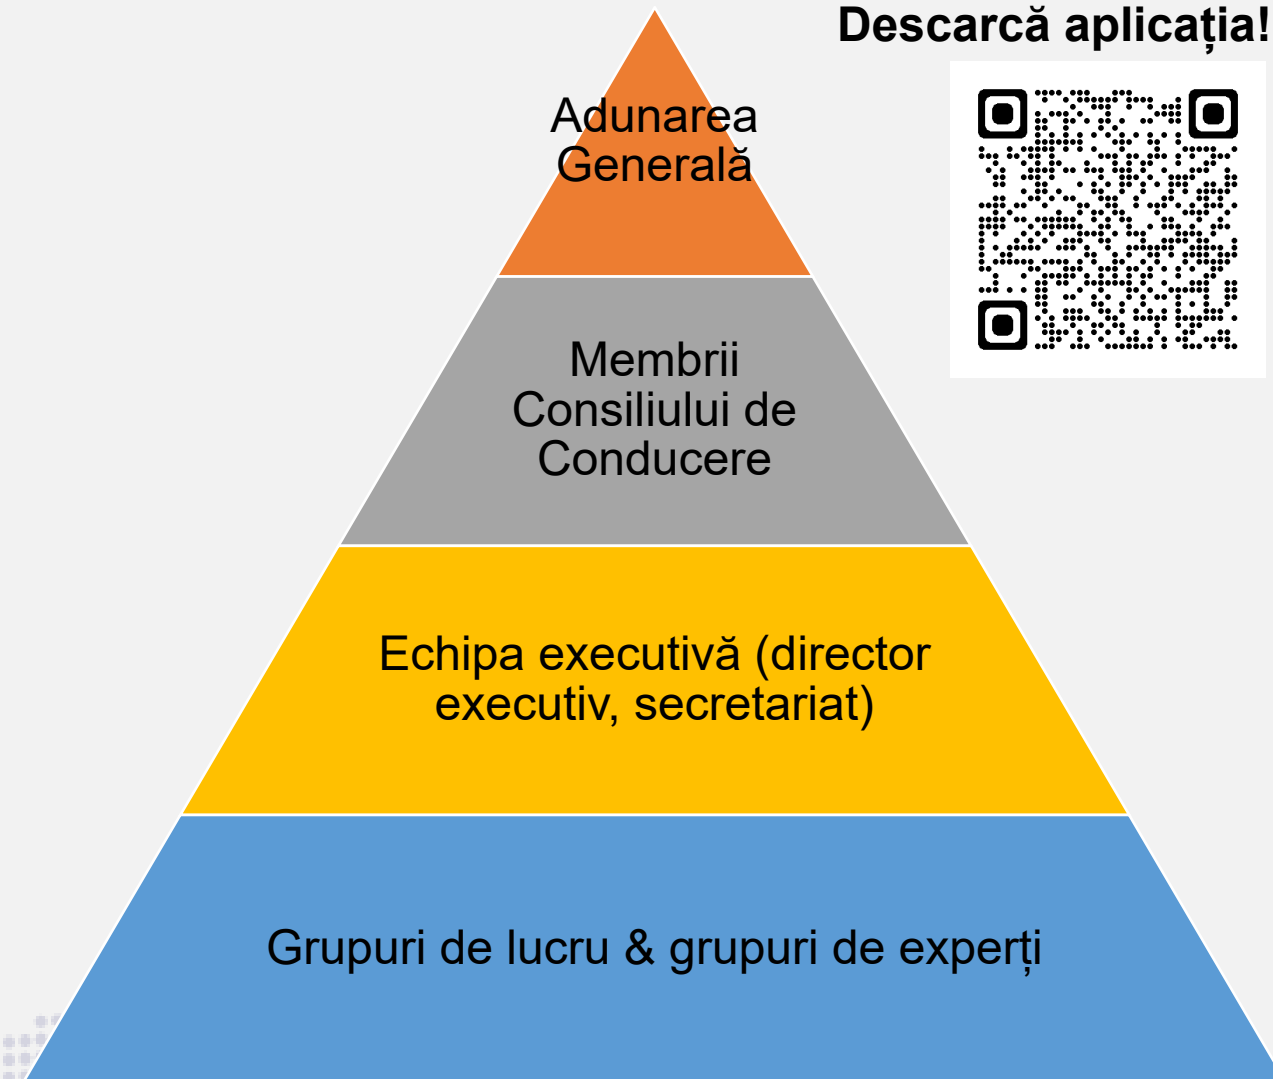 Descarcă aplicația!
Adunarea
Generală
Membrii
Consiliului de
Conducere
Echipa executivă (director
executiv, secretariat)
Grupuri de lucru & grupuri de experți